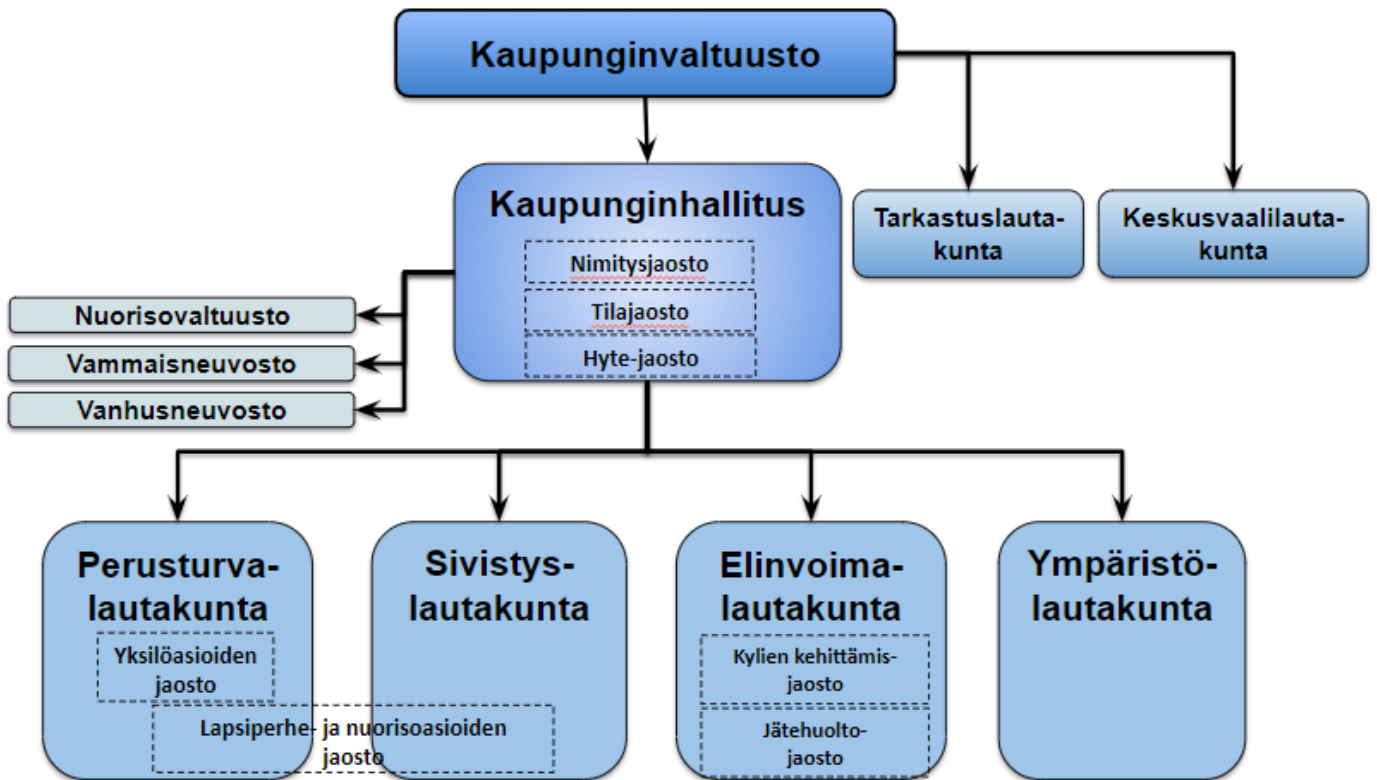 Kaupunginvaltuusto
Kaupunginhallitus
Nimitysjaosto
Tilajaosto
Hyte-jaosto
Tarkastuslauta-
kunta
Keskusvaalilauta-
kunta
Nuorisovaltuusto
Vammaisneuvosto
Vanhusneuvosto
Perusturva-
lautakunta
Yksilöasioiden
jaosto
Sivistys-
lautakunta
Lapsiperhe- ja nuorisoasioiden
jaosto
Elinvoima-
lautakunta
Kylien kehittämis-
jaosto
Jätehuolto-
jaosto
Ympäristö-
lautakunta